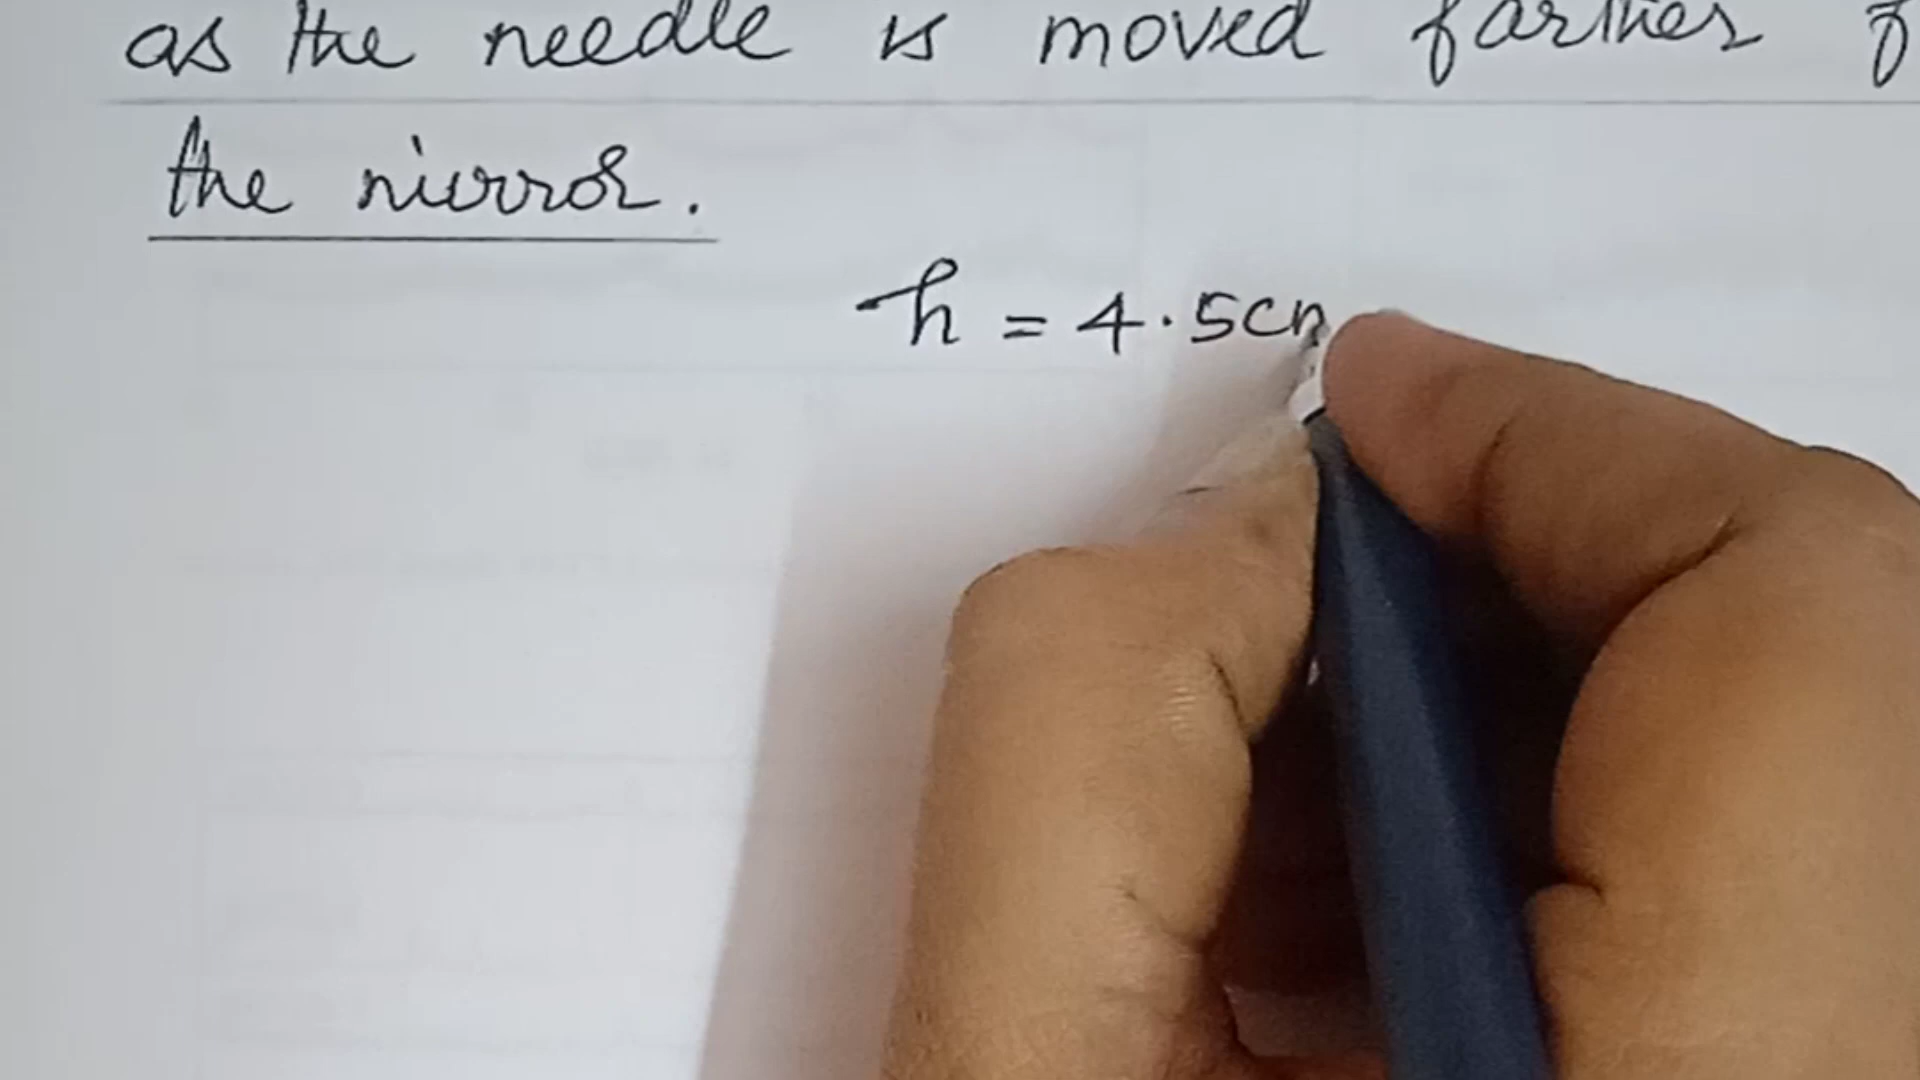 as the needle is moved farther f
the mirror.
h = 4.5cm